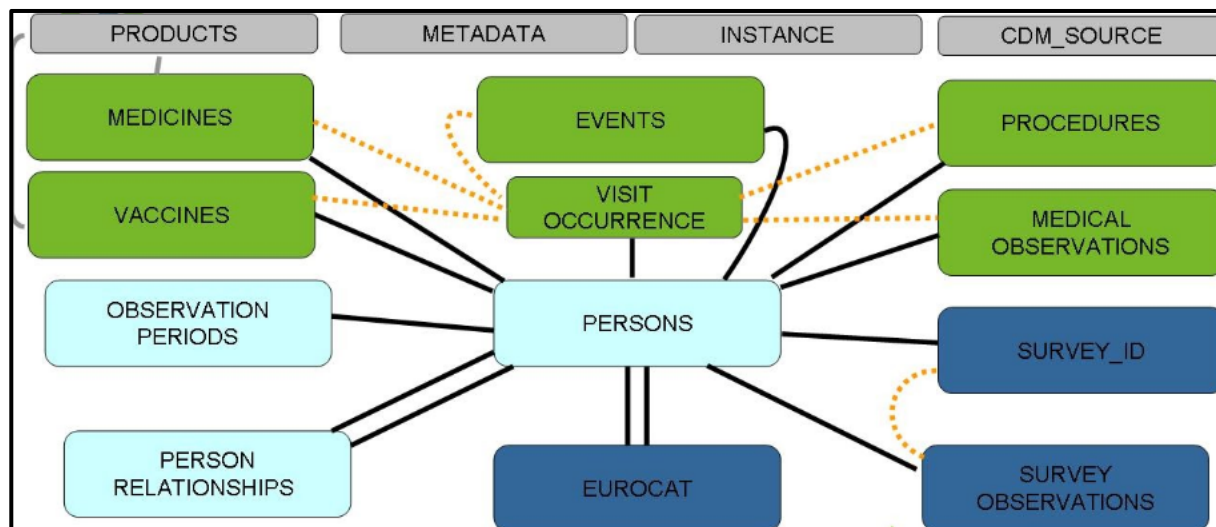 PRODUCTS
METADATA
INSTANCE
CDM_SOURCE
MEDICINES
EVENTS
PROCEDURES
VACCINES
VISIT
OCCURRENCE
MEDICAL
OBSERVATIONS
OBSERVATION
PERIODS
PERSONS
SURVEY_ID
PERSON
RELATIONSHIPS
EUROCAT
SURVEY
OBSERVATIONS